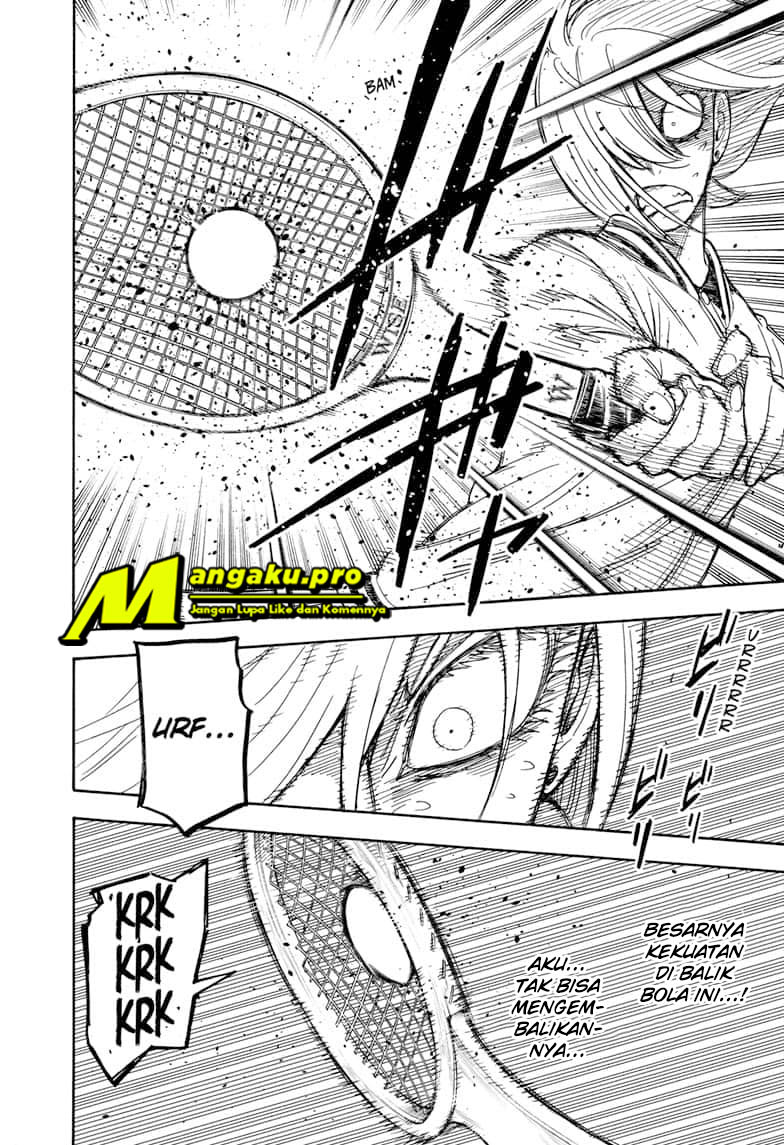 BAM
WSE
W
Mangaku.pro
Jangan Lupa Like dan Komennya
URRRRRR
URF...
BESARNYA
KEKUATAN
DI BALIK
BOLA INI...!
AKU...
TAK BISA
MENGEM-
BALIKAN-
NYA...
KRK
KRK
KRK